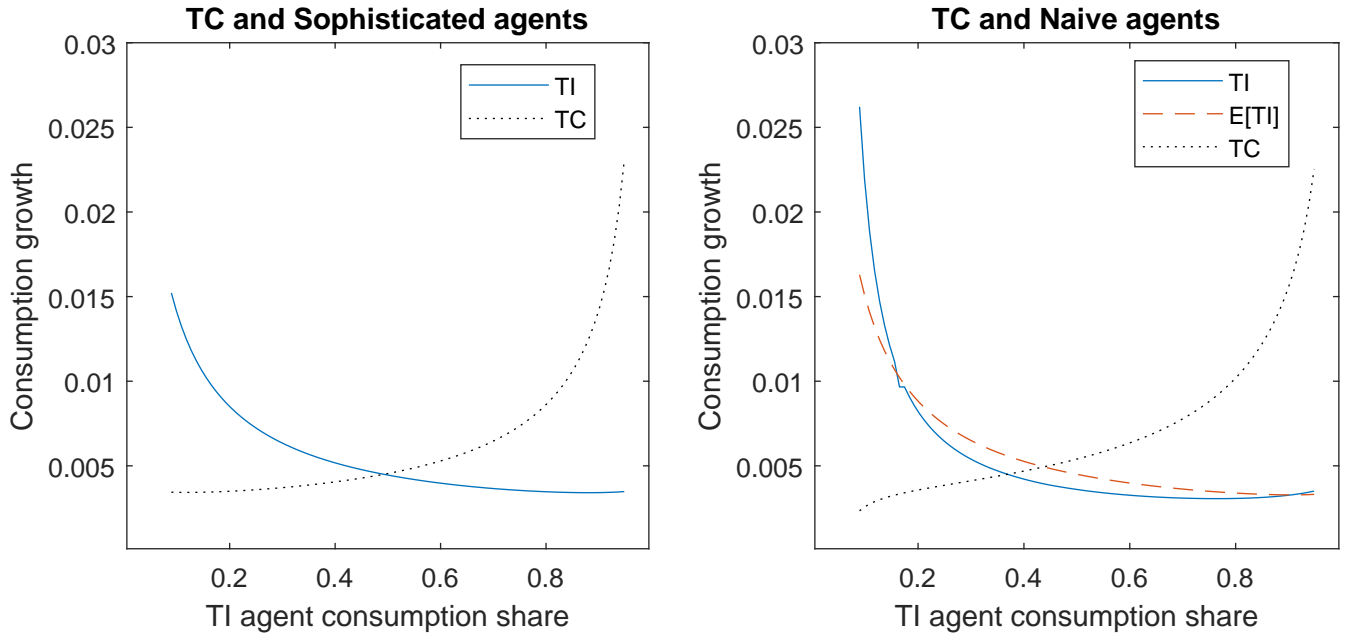 TC and Sophisticated agents
0.03
0.025
0.02
0.015
0.01
0.005
Consumption growth
TI
TC
0.2 0.4 0.6 0.8
TI agent consumption share
TC and Naive agents
0.03
0.025
0.02
0.015
0.01
0.005
Consumption growth
TI
E[TI]
TC
0.2 0.4 0.6 0.8
TI agent consumption share